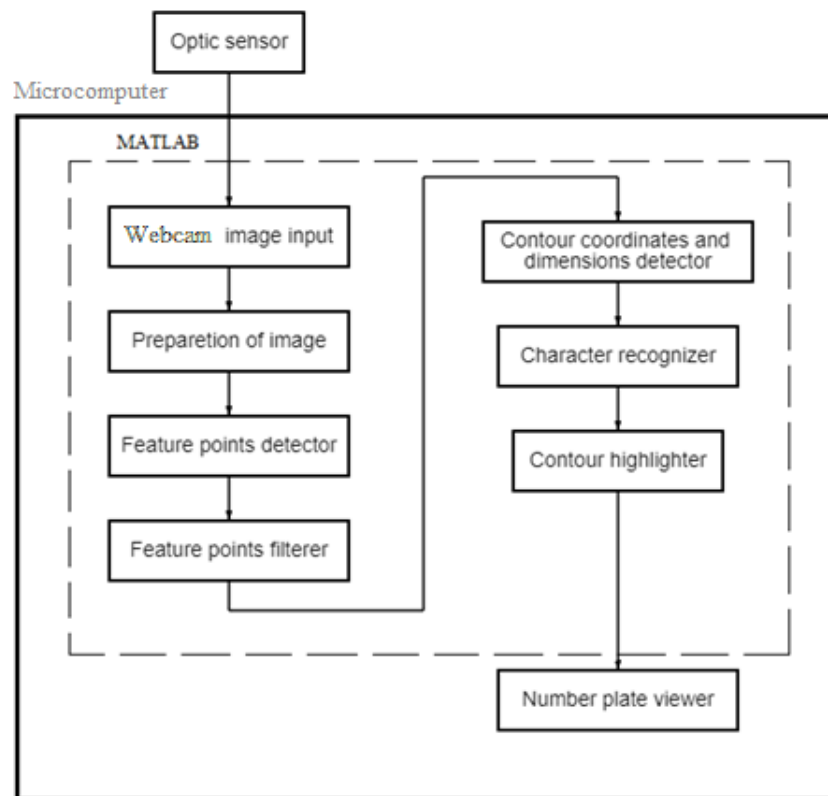 Optic sensor
Microcomputer
MATLAB
Webcam image input
Preparetion of image
Feature points detector
Feature points filterer
Contour coordinates and
dimensions detector
Character recognizer
Contour highlighter
Number plate viewer